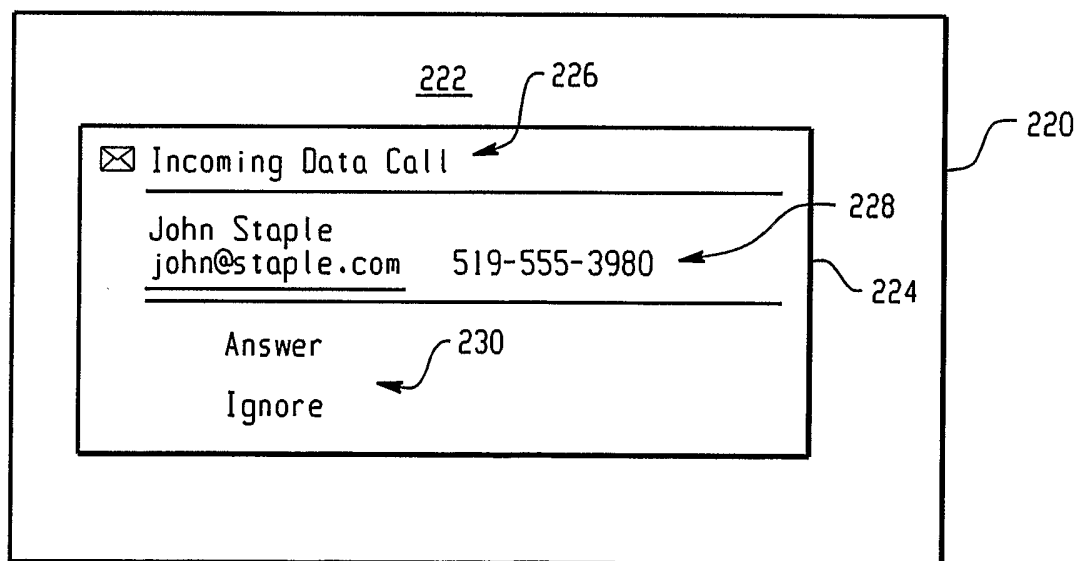 222
226
220
Incoming Data Call
228
John Staple
john@staple.com 519-555-3980
224
Answer
230
Ignore